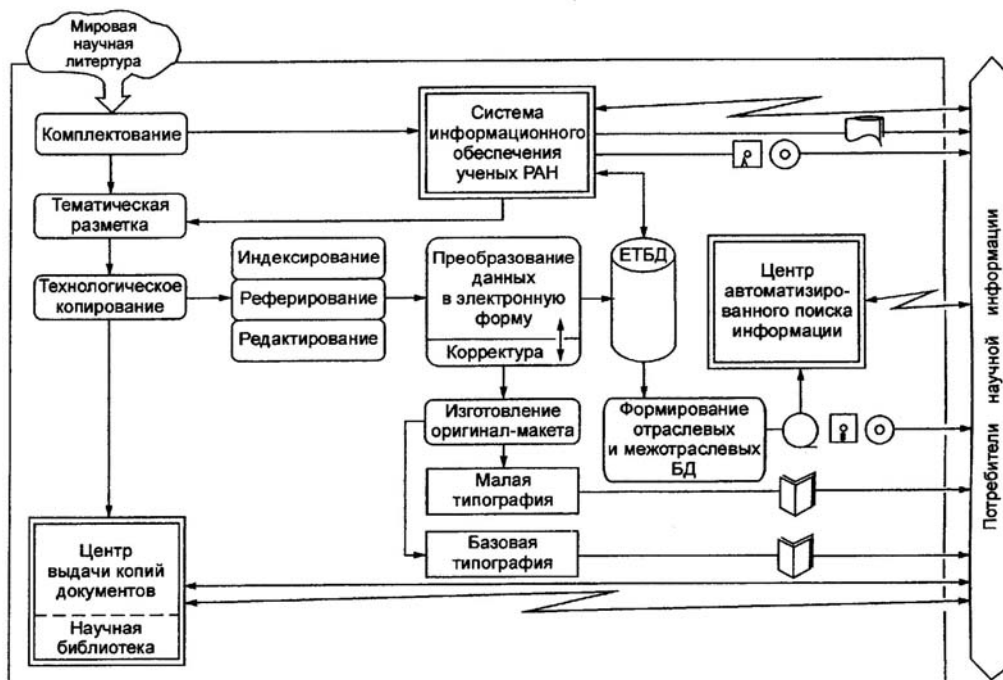 Мировая
научная
литертура
Комплектование
Система
информационного
обеспечения
ученых РАН
Тематическая
разметка
Технологическое
копирование
Индексирование
Реферирование
Редактирование
Преобразование
данных
в электронную
форму
Корректура
ЕТБД
Центр
автоматизиро-
ванного поиска
информации
Изготовление
оригинал-макета
Формирование
отраслевых
и межотраслевых
БД
Малая
типография
Базовая
типография
Центр
выдачи копий
документов
Научная
библиотека
Потребители научной информации